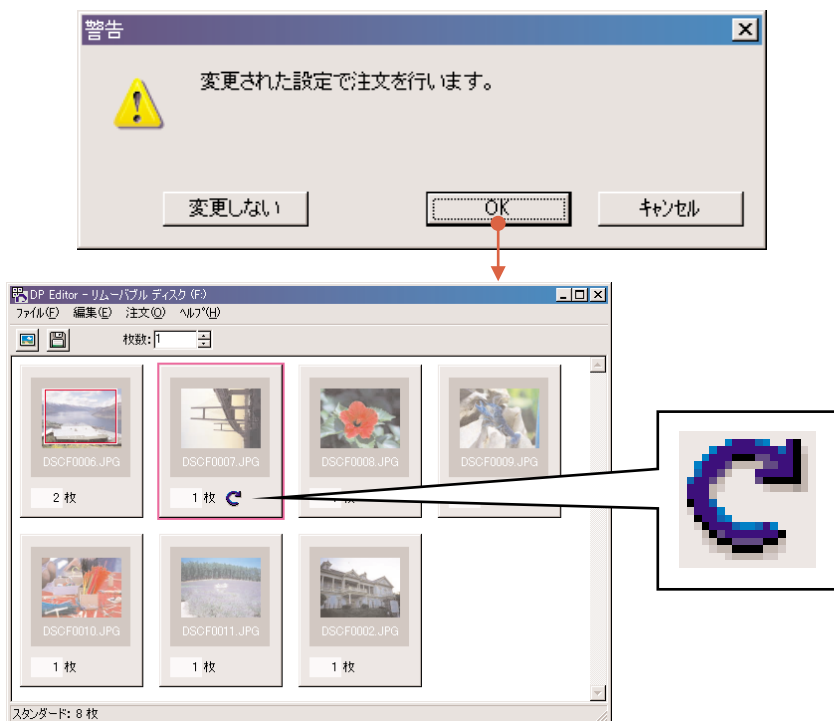 警告
変更された設定で注文を行います。
変更しない OK キャンセル
DP Editor - リムーバブル ディスク (F:)
ファイル(F) 編集(E) 注文(O) ヘルプ(H)
枚数: 1
DSCF0006.JPG DSCF0007.JPG DSCF0008.JPG DSCF0009.JPG
2 枚 1 枚
DSCF0010.JPG DSCF0011.JPG DSCF0002.JPG
1 枚 1 枚 1 枚
スタンダード: 8 枚